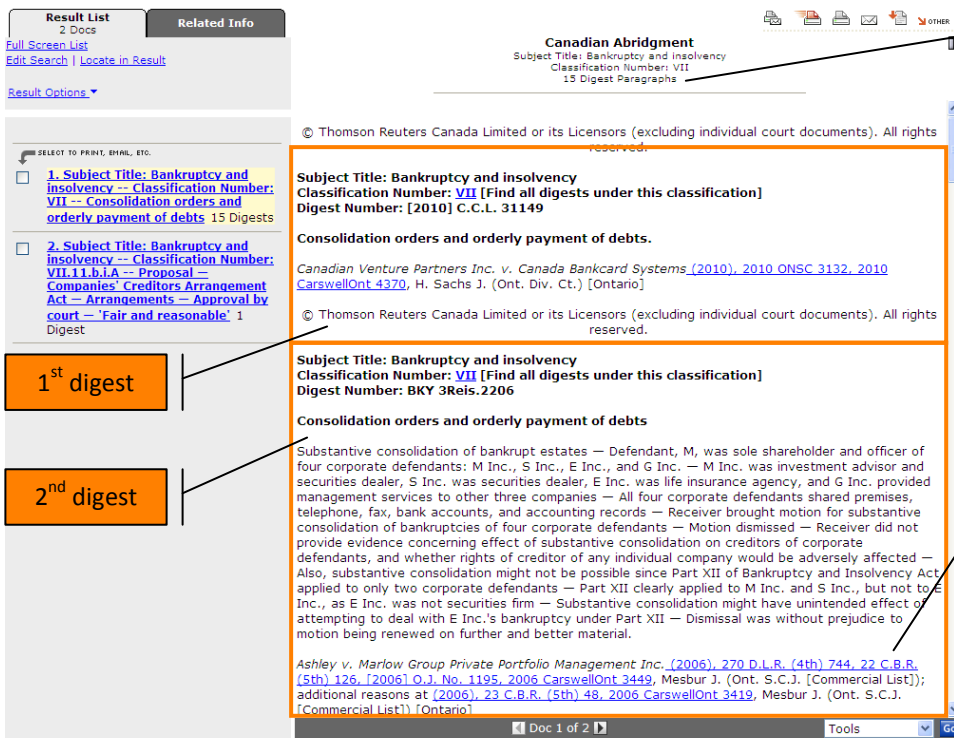 Result List
2 Docs
Related Info
Full Screen List
Edit Search | Locate in Result
Result Options
OTHER
Canadian Abridgment
Subject Title: Bankruptcy and insolvency
Classification Number: VII
15 Digest Paragraphs
SELECT TO PRINT, EMAIL, ETC.
1. Subject Title: Bankruptcy and
insolvency -- Classification Number:
VII -- Consolidation orders and
orderly payment of debts 15 Digests
2. Subject Title: Bankruptcy and
insolvency -- Classification Number:
VII.11.b.i.A -- Proposal —
Companies' Creditors Arrangement
Act — Arrangements — Approval by
court — 'Fair and reasonable' 1
Digest
1st digest
2nd digest
© Thomson Reuters Canada Limited or its Licensors (excluding individual court documents). All rights
reserved.
Subject Title: Bankruptcy and insolvency
Classification Number: VII [Find all digests under this classification]
Digest Number: [2010] C.C.L. 31149
Consolidation orders and orderly payment of debts.
Canadian Venture Partners Inc. v. Canada Bankcard Systems (2010), 2010 ONSC 3132, 2010
CarswellOnt 4370, H. Sachs J. (Ont. Div. Ct.) [Ontario]
© Thomson Reuters Canada Limited or its Licensors (excluding individual court documents). All rights
reserved.
Subject Title: Bankruptcy and insolvency
Classification Number: VII [Find all digests under this classification]
Digest Number: BKY 3Reis.2206
Consolidation orders and orderly payment of debts
Substantive consolidation of bankrupt estates — Defendant, M, was sole shareholder and officer of
four corporate defendants: M Inc., S Inc., E Inc., and G Inc. — M Inc. was investment advisor and
securities dealer, S Inc. was securities dealer, E Inc. was life insurance agency, and G Inc. provided
management services to other three companies — All four corporate defendants shared premises,
telephone, fax, bank accounts, and accounting records — Receiver brought motion for substantive
consolidation of bankruptcies of four corporate defendants — Motion dismissed — Receiver did not
provide evidence concerning effect of substantive consolidation on creditors of corporate
defendants, and whether rights of creditor of any individual company would be adversely affected —
Also, substantive consolidation might not be possible since Part XII of Bankruptcy and Insolvency Act
applied to only two corporate defendants — Part XII clearly applied to M Inc. and S Inc., but not to E
Inc., as E Inc. was not securities firm — Substantive consolidation might have unintended effect of
attempting to deal with E Inc.'s bankruptcy under Part XII — Dismissal was without prejudice to
motion being renewed on further and better material.
Ashley v. Marlow Group Private Portfolio Management Inc. (2006), 270 D.L.R. (4th) 744, 22 C.B.R.
(5th) 126, [2006] O.J. No. 1195, 2006 CarswellOnt 3449, Mesbur J. (Ont. S.C.J. [Commercial List]);
additional reasons at (2006), 23 C.B.R. (5th) 48, 2006 CarswellOnt 3419, Mesbur J. (Ont. S.C.J.
[Commercial List]) [Ontario]
Doc 1 of 2
Tools
Go